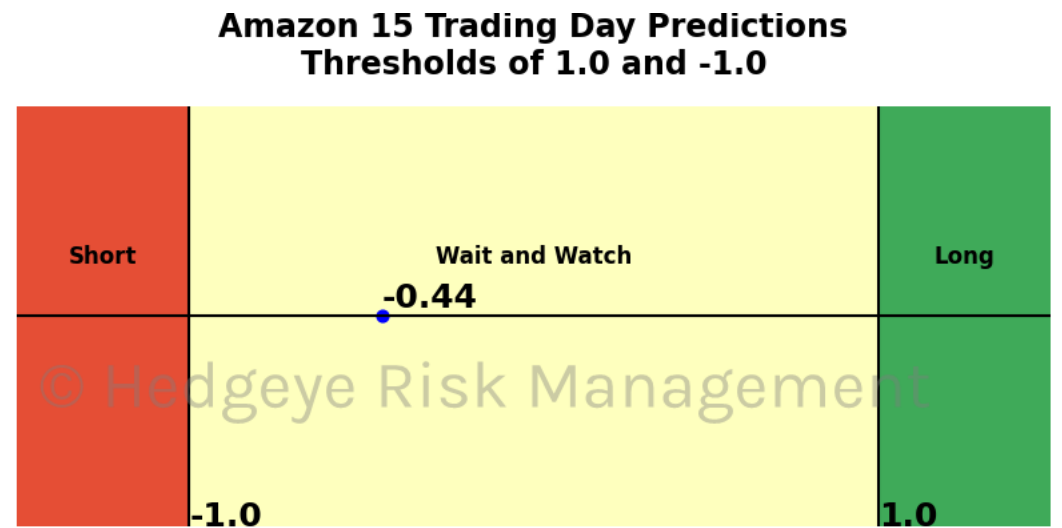 Amazon 15 Trading Day Predictions
Thresholds of 1.0 and -1.0
Short
Wait and Watch
Long
-0.44
© Hedgeye Risk Management
-1.0
1.0